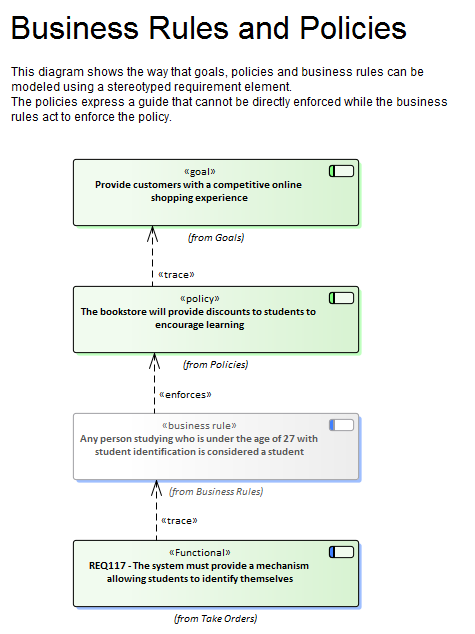 Business Rules and Policies
This diagram shows the way that goals, policies and business rules can be
modeled using a stereotyped requirement element.
The policies express a guide that cannot be directly enforced while the business
rules act to enforce the policy.
«goal»
Provide customers with a competitive online
shopping experience
(from Goals)
«trace»
«policy»
The bookstore will provide discounts to students to
encourage learning
(from Policies)
«enforces»
«business rule»
Any person studying who is under the age of 27 with
student identification is considered a student
(from Business Rules)
«trace»
«Functional»
REQ117 - The system must provide a mechanism
allowing students to identify themselves
(from Take Orders)